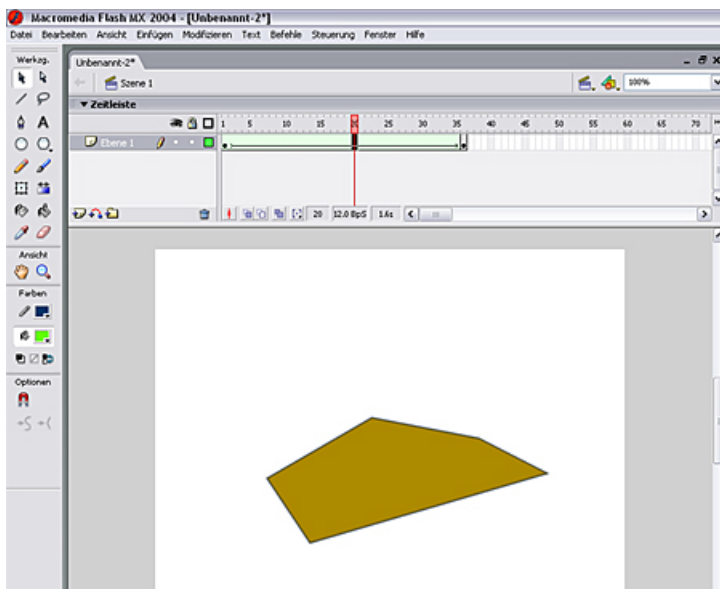 Macromedia Flash MX 2004 - [Unbenannt-2*]
Datei Bearbeiten Ansicht Einfügen Modifizieren Text Befehle Steuerung Fenster Hilfe
Werkzg.
Unbenannt-2*
Szene 1
100%
Zeitleiste
1 5 10 15 20 25 30 35 40 45 50 55 60 65 70
Ebene 1
20 12.0 BpS 1.6s
Ansicht
Farben
Optionen